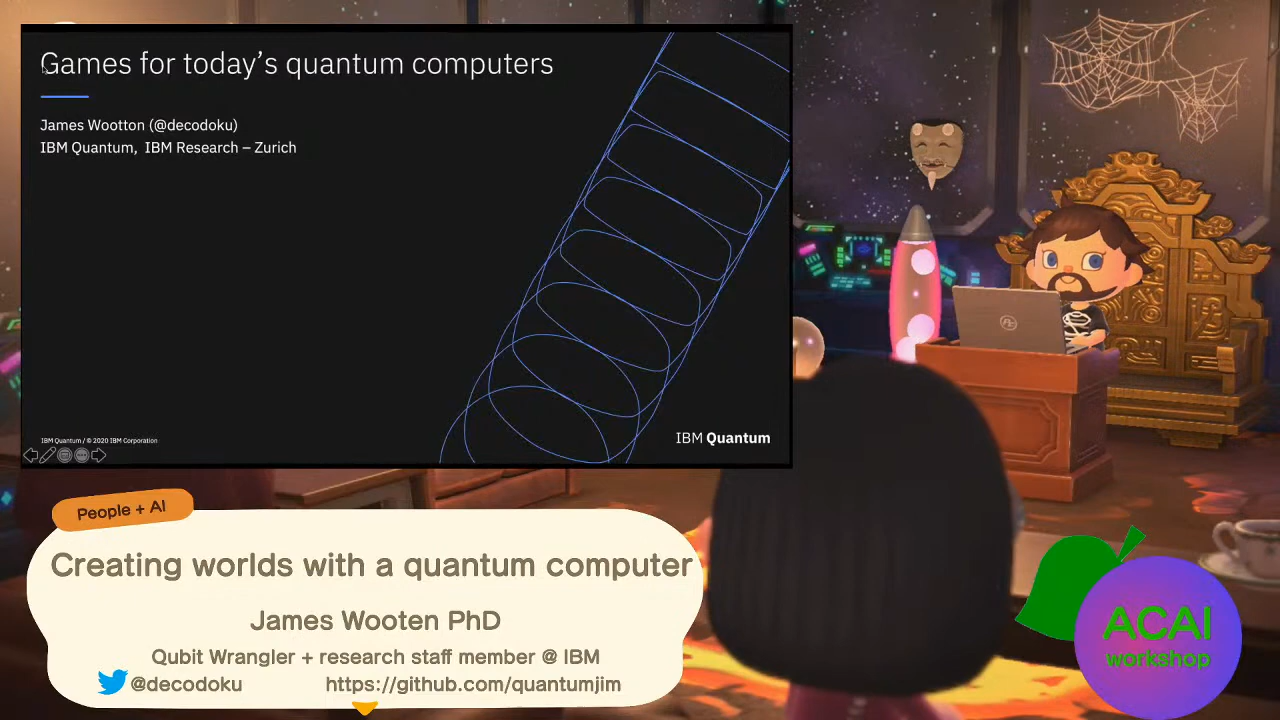 Games for today's quantum computers
James Wootton (@decodoku)
IBM Quantum, IBM Research – Zurich
IBM Quantum / © 2020 IBM Corporation
IBM Quantum
People + AI
Creating worlds with a quantum computer
James Wooten PhD
Qubit Wrangler + research staff member @ IBM
@decodoku https://github.com/quantumjim
ACAI
workshop